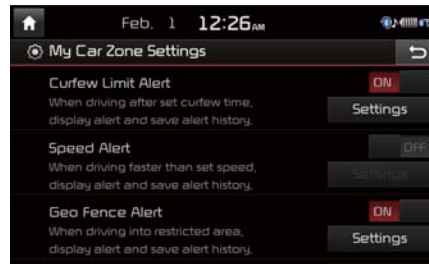 Feb. 1 12:26 AM
My Car Zone Settings
Curfew Limit Alert
ON
When driving after set curfew time,
display alert and save alert history.
Settings
Speed Alert
OFF
When driving faster than set speed,
display alert and save alert history.
Settings
Geo Fence Alert
ON
When driving into restricted area,
display alert and save alert history.
Settings